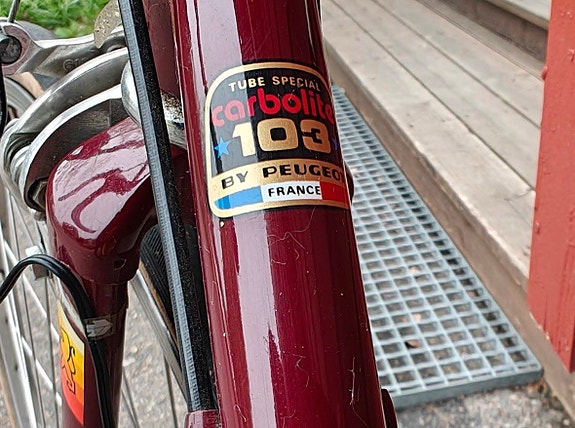 TUBE SPECIAL
carbolite
103
BY PEUGEOT
FRANCE